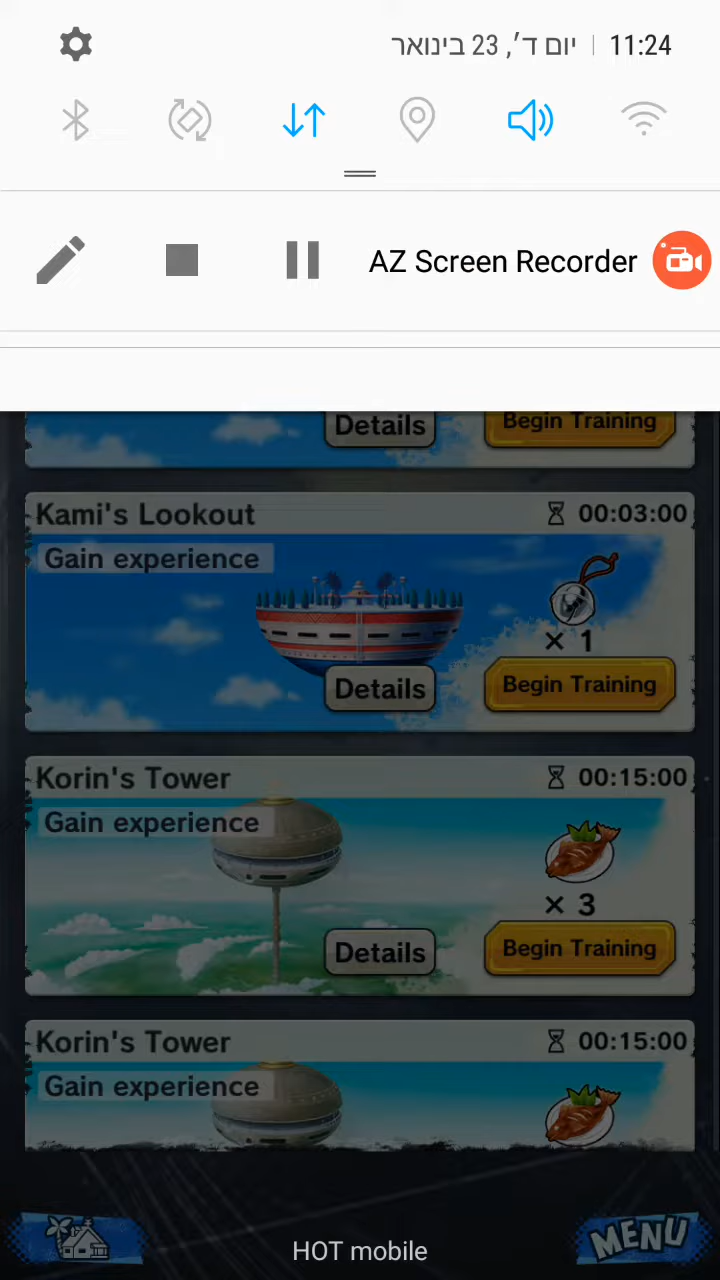 יום ד׳, 23 בינואר | 11:24
AZ Screen Recorder
Details
Begin Training
Kami's Lookout
00:03:00
Gain experience
× 1
Details
Begin Training
Korin's Tower
00:15:00
Gain experience
× 3
Details
Begin Training
Korin's Tower
00:15:00
Gain experience
HOT mobile
MENU